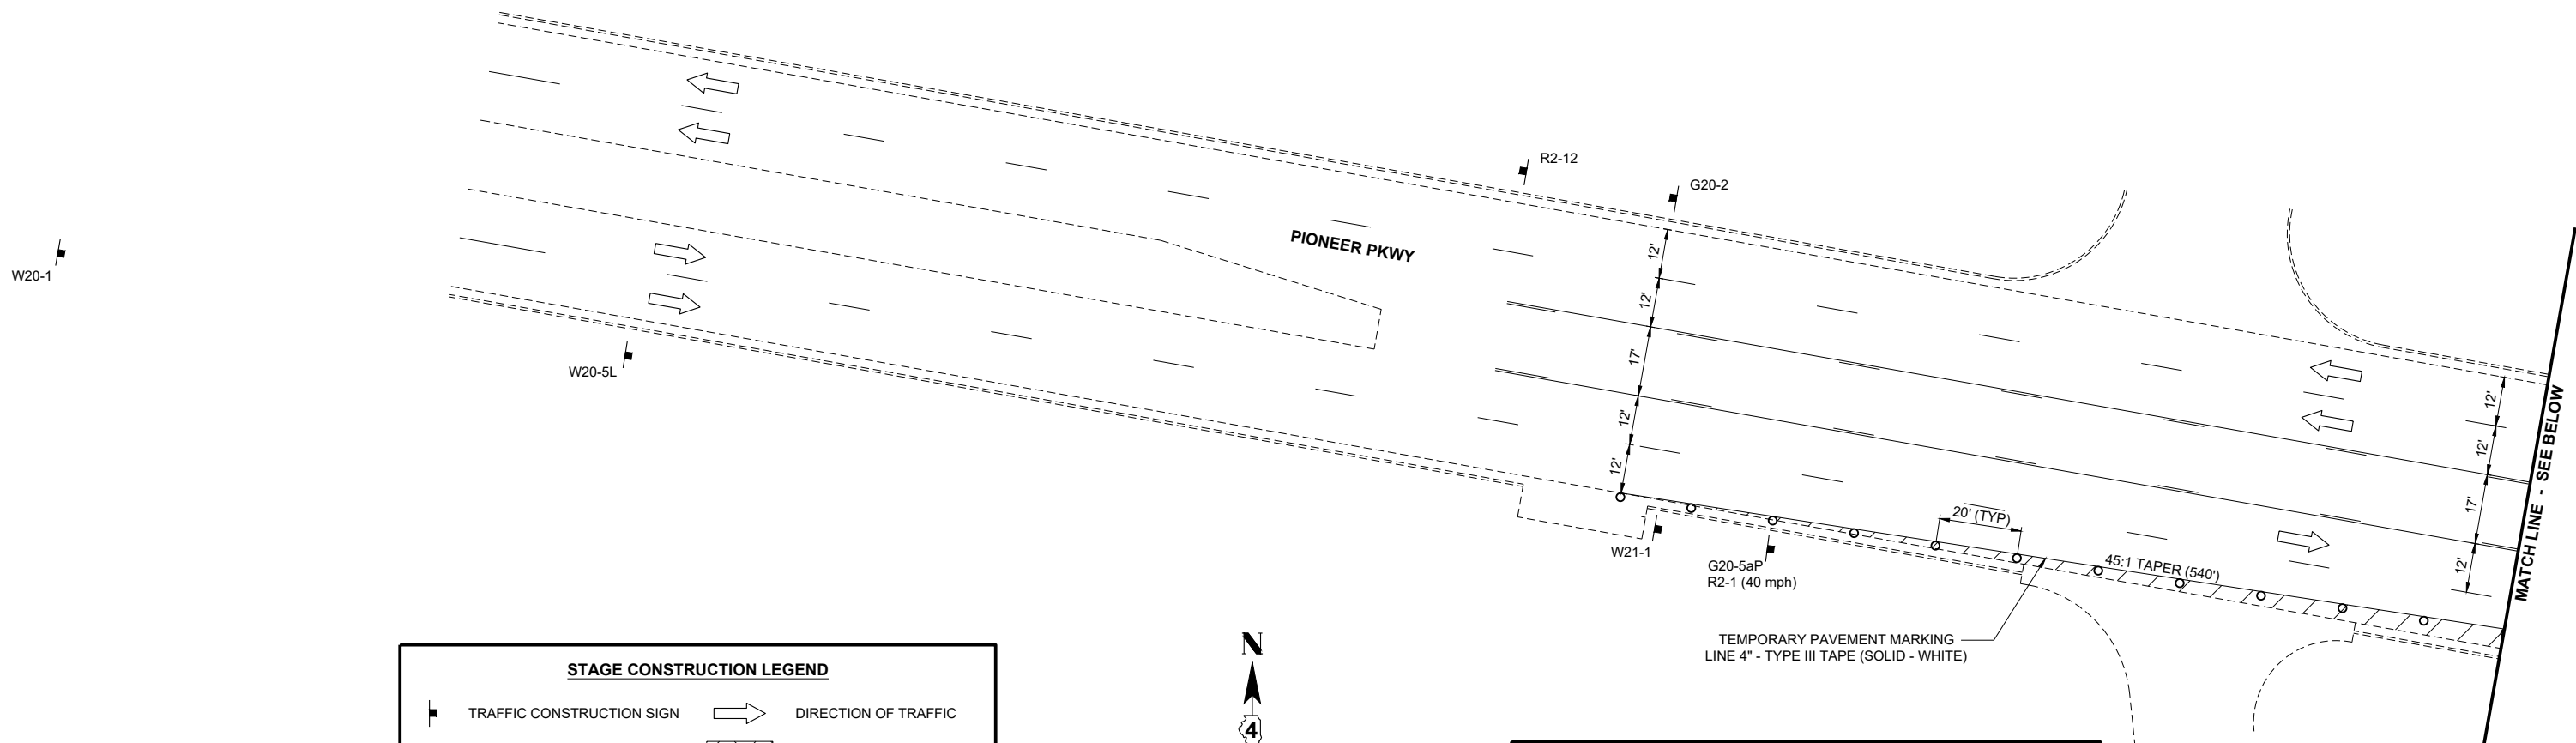 R2-12
G20-2
W20-1
PIONEER PKWY
12'
12'
17'
12'
12'
W20-5L
W21-1
G20-5aP
R2-1 (40 mph)
20' (TYP)
45:1 TAPER (540')
12'
12'
17'
12'
MATCH LINE - SEE BELOW
TEMPORARY PAVEMENT MARKING
LINE 4" - TYPE III TAPE (SOLID - WHITE)
STAGE CONSTRUCTION LEGEND
TRAFFIC CONSTRUCTION SIGN
DIRECTION OF TRAFFIC
N
4